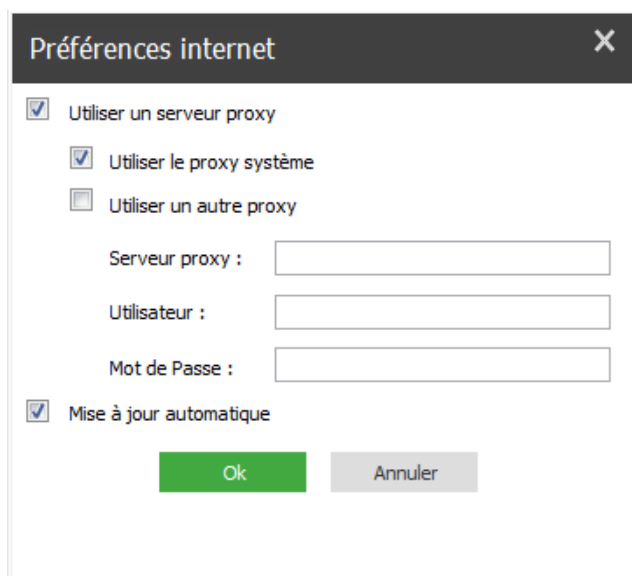 Préférences internet
Utiliser un serveur proxy
Utiliser le proxy système
Utiliser un autre proxy
Serveur proxy :
Utilisateur :
Mot de Passe :
Mise à jour automatique
Ok Annuler